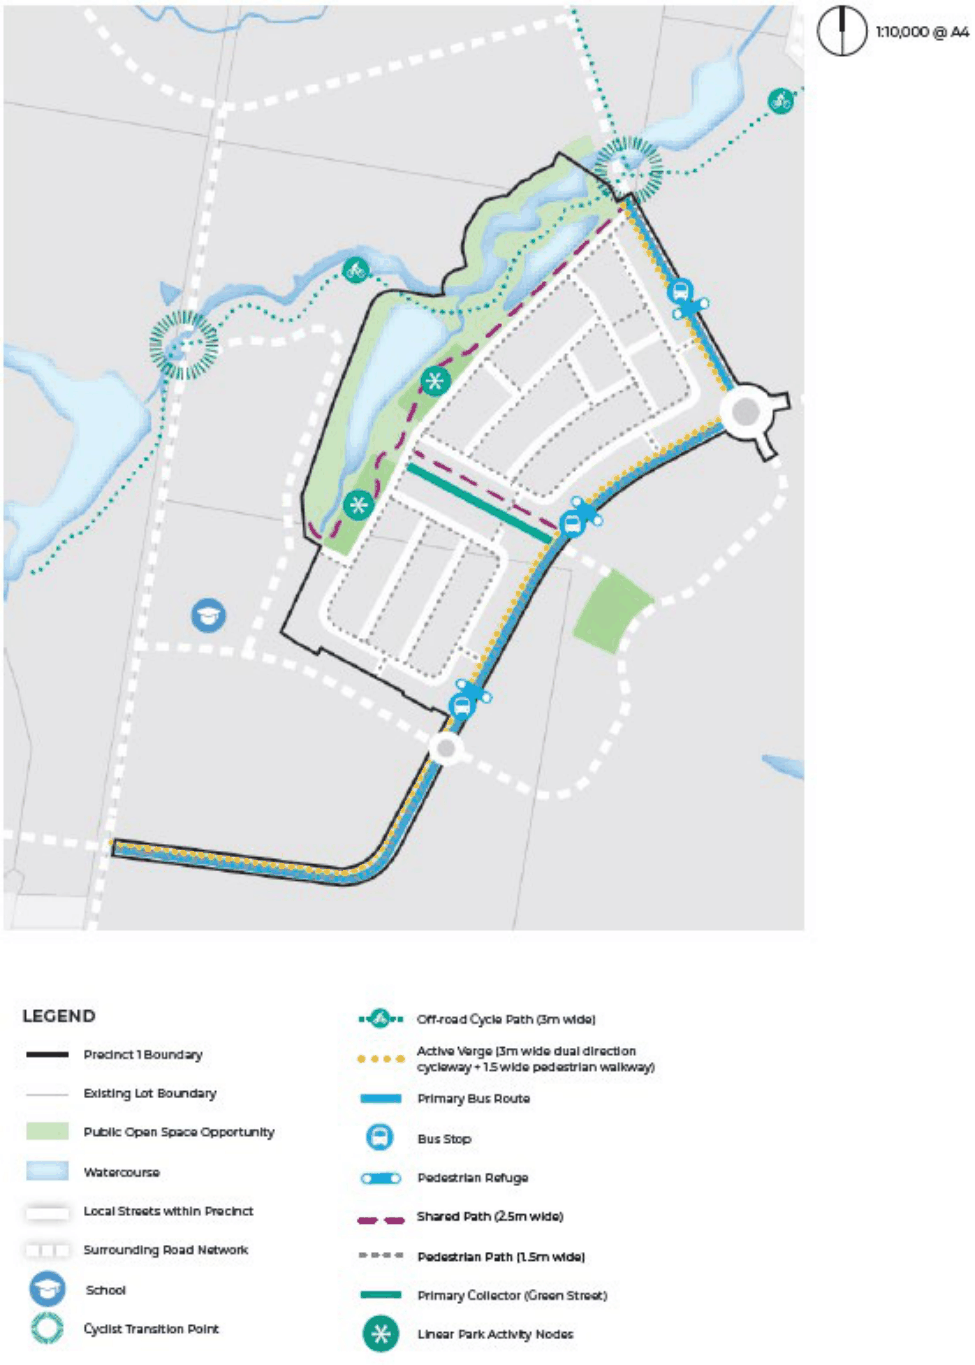 1:10,000 @ A4
LEGEND
Precinct 1 Boundary
Existing Lot Boundary
Public Open Space Opportunity
Watercourse
Local Streets within Precinct
Surrounding Road Network
School
Cyclist Transition Point
Off-road Cycle Path (3m wide)
Active Verge (3m wide dual direction
cycleway + 1.5 wide pedestrian walkway)
Primary Bus Route
Bus Stop
Pedestrian Refuge
Shared Path (2.5m wide)
Pedestrian Path (1.5m wide)
Primary Collector (Green Street)
Linear Park Activity Nodes